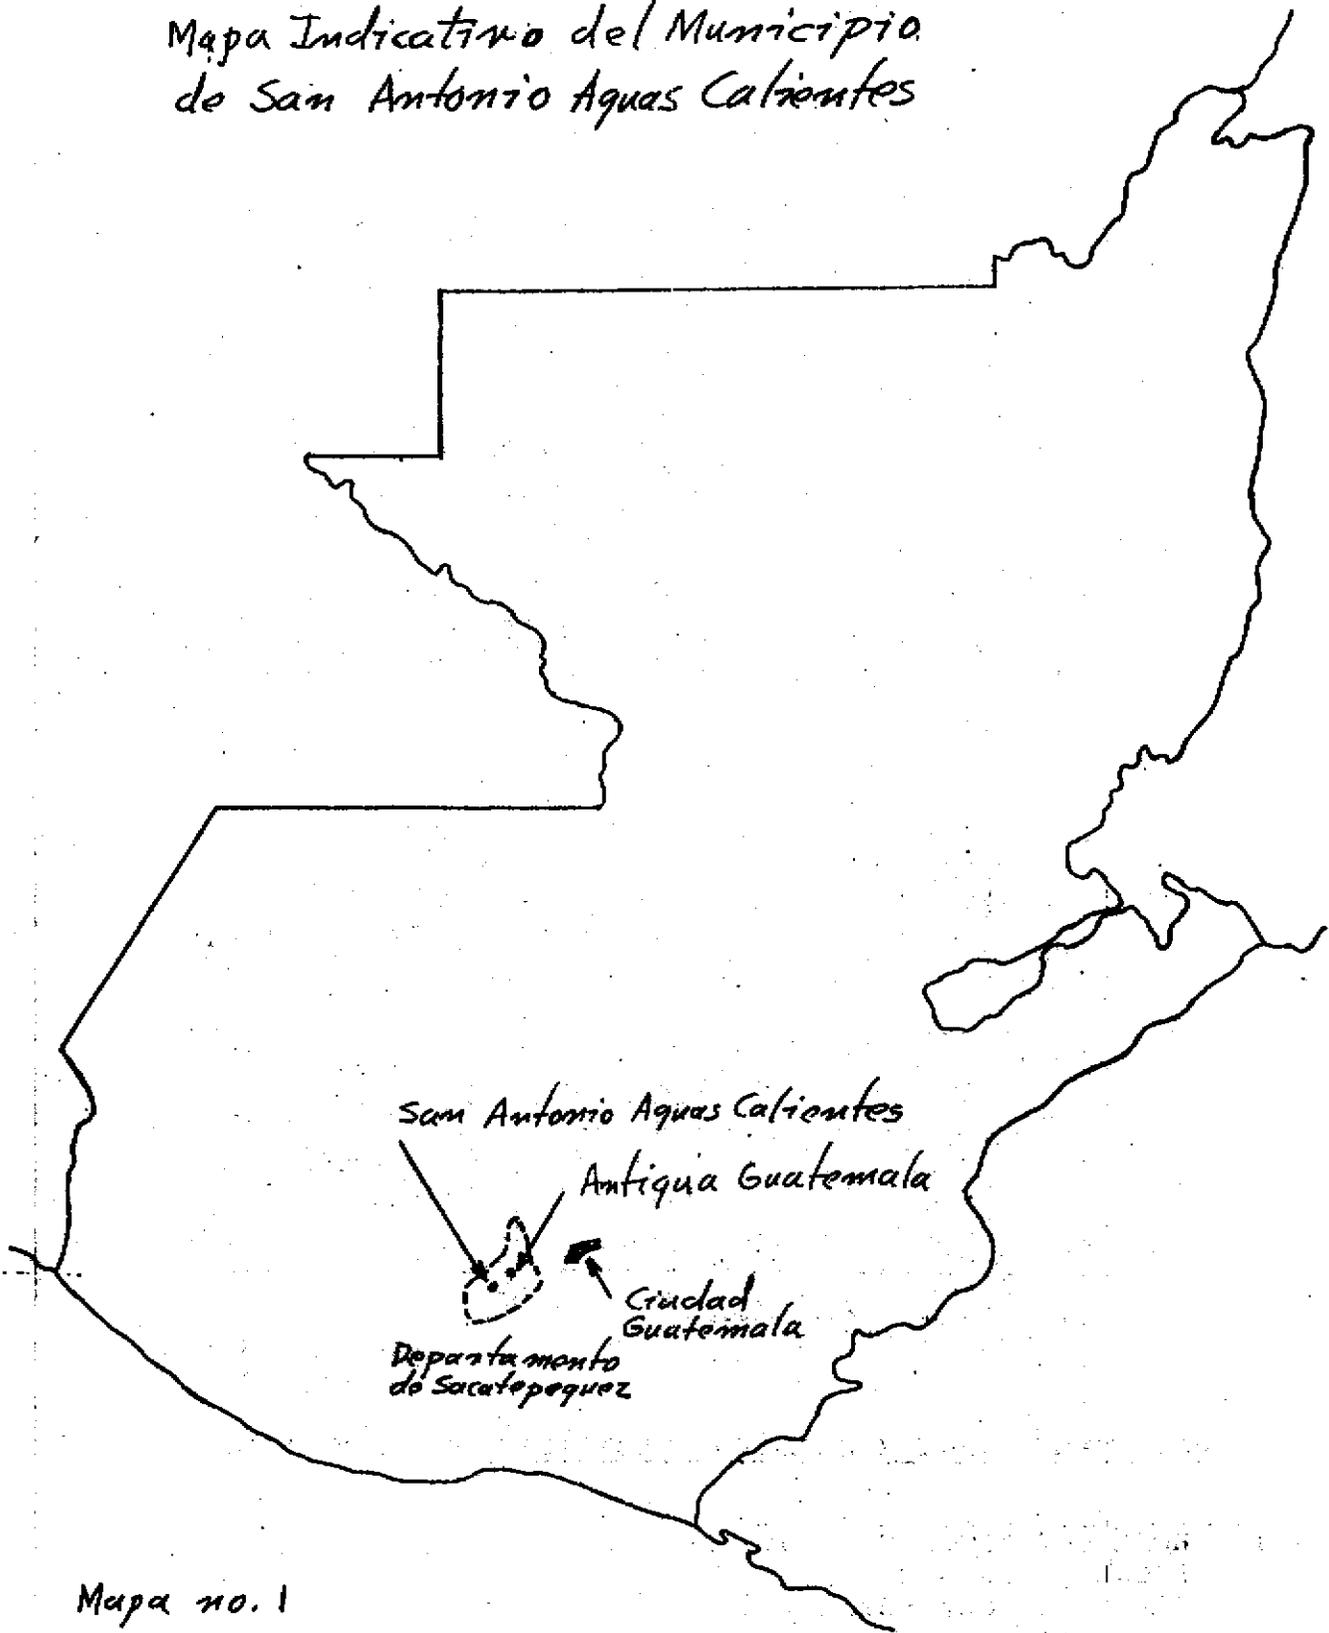 Mapa Indicativo del Municipio
de San Antonio Aguas Calientes
San Antonio Aguas Calientes
Antigua Guatemala
Ciudad
Guatemala
Departamento
de Sacatepequez
Mapa no. 1